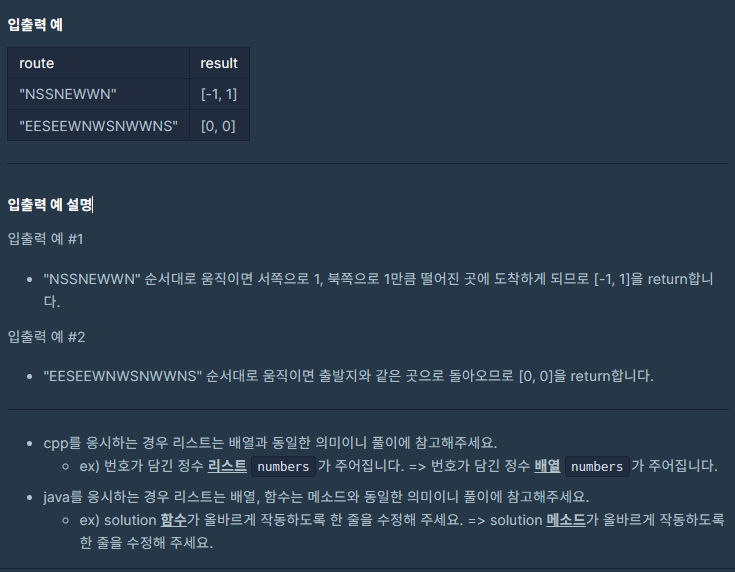 입출력 예
route result
"NSSNEWWN" [-1, 1]
"EESEEWNWSNWWNS" [0, 0]
입출력 예 설명
입출력 예 #1
"NSSNEWWN" 순서대로 움직이면 서쪽으로 1, 북쪽으로 1만큼 떨어진 곳에 도착하게 되므로 [-1, 1]을 return합니
다.
입출력 예 #2
"EESEEWNWSNWWNS" 순서대로 움직이면 출발지와 같은 곳으로 돌아오므로 [0, 0]을 return합니다.
cpp를 응시하는 경우 리스트는 배열과 동일한 의미이니 풀이에 참고해주세요.
ex) 번호가 담긴 정수 리스트 numbers 가 주어집니다. => 번호가 담긴 정수 배열 numbers 가 주어집니다.
java를 응시하는 경우 리스트는 배열, 함수는 메소드와 동일한 의미이니 풀이에 참고해주세요.
ex) solution 함수가 올바르게 작동하도록 한 줄을 수정해 주세요. => solution 메소드가 올바르게 작동하도록
한 줄을 수정해 주세요.